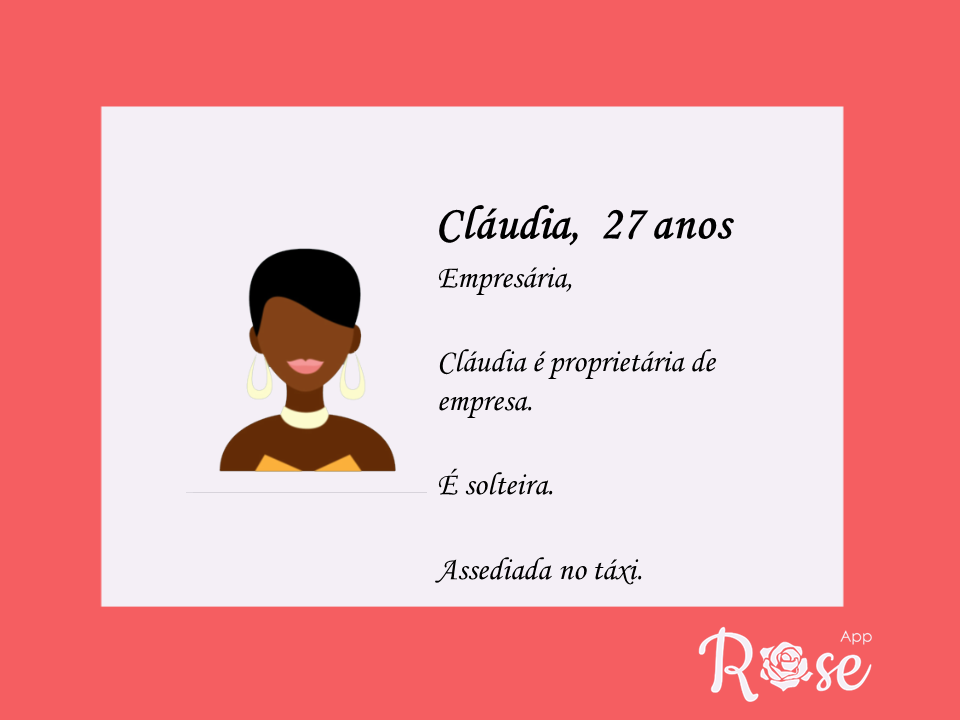 Cláudia, 27 anos
Empresária,
Cláudia é proprietária de
empresa.
É solteira.
Assediada no táxi.
App
Rose